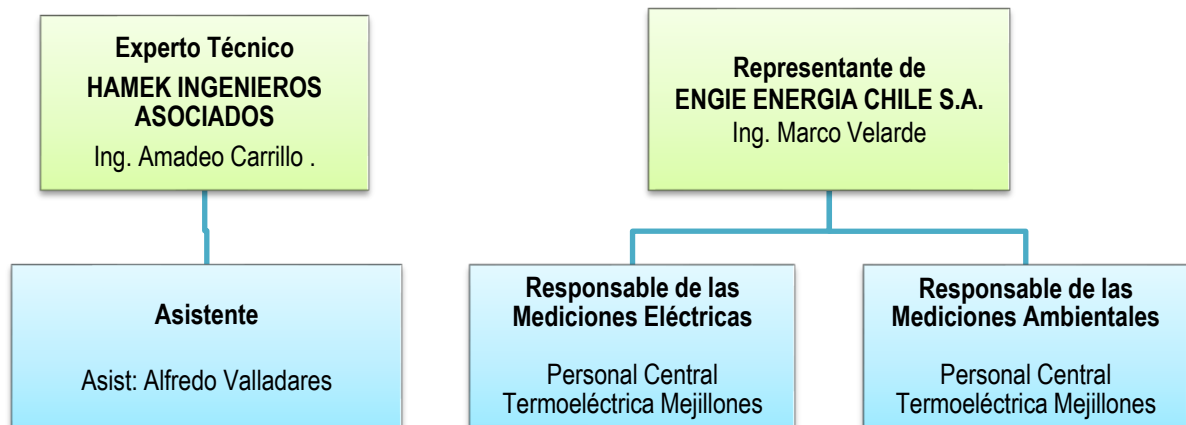 Experto Técnico
HAMEK INGENIEROS
ASOCIADOS
Ing. Amadeo Carrillo .
Representante de
ENGIE ENERGIA CHILE S.A.
Ing. Marco Velarde
Asistente
Asist: Alfredo Valladares
Responsable de las
Mediciones Eléctricas
Personal Central
Termoeléctrica Mejillones
Responsable de las
Mediciones Ambientales
Personal Central
Termoeléctrica Mejillones